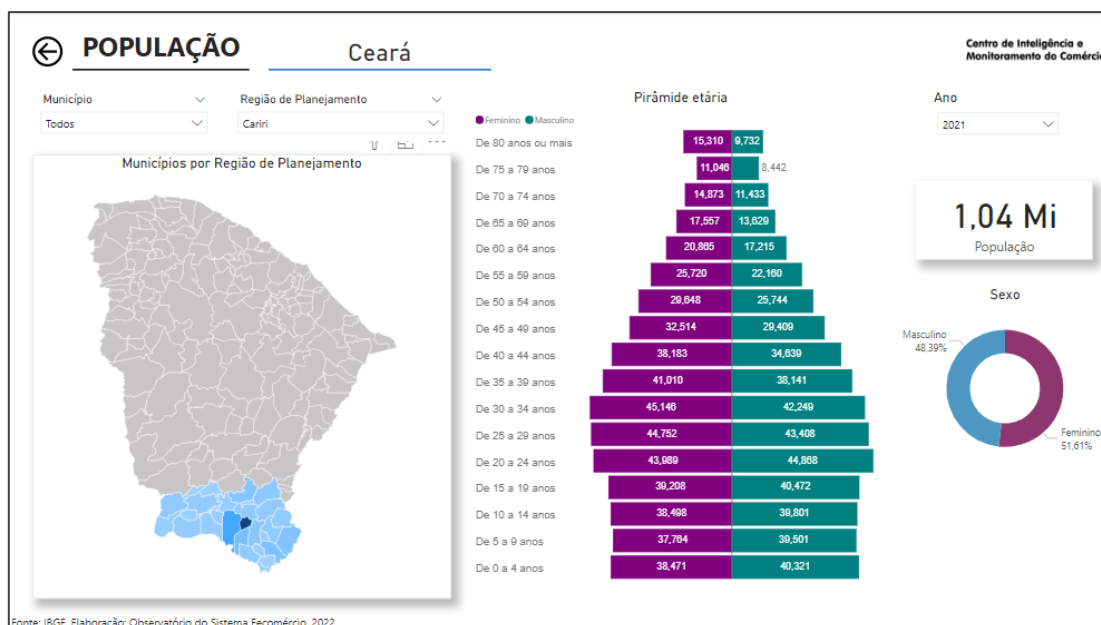 POPULAÇÃO
Ceará
Centro de Inteligência e
Monitoramento do Comércio
Município
Todos
Região de Planejamento
Cariri
Municípios por Região de Planejamento
Pirâmide etária
Feminino Masculino
De 80 anos ou mais 15,310 9,732
De 75 a 79 anos 11,046 8,442
De 70 a 74 anos 14,873 11,433
De 65 a 69 anos 17,557 13,629
De 60 a 64 anos 20,865 17,215
De 55 a 59 anos 25,720 22,160
De 50 a 54 anos 29,648 25,744
De 45 a 49 anos 32,514 29,409
De 40 a 44 anos 38,183 34,639
De 35 a 39 anos 41,010 38,141
De 30 a 34 anos 45,146 42,249
De 25 a 29 anos 44,752 43,408
De 20 a 24 anos 43,989 44,868
De 15 a 19 anos 39,208 40,472
De 10 a 14 anos 38,498 39,801
De 5 a 9 anos 37,764 39,501
De 0 a 4 anos 38,471 40,321
Ano
2021
1,04 Mi
População
Sexo
Masculino
48,39%
Feminino
51,61%
Fonte: IBGE. Elaboração: Observatório do Sistema Fecomércio, 2022